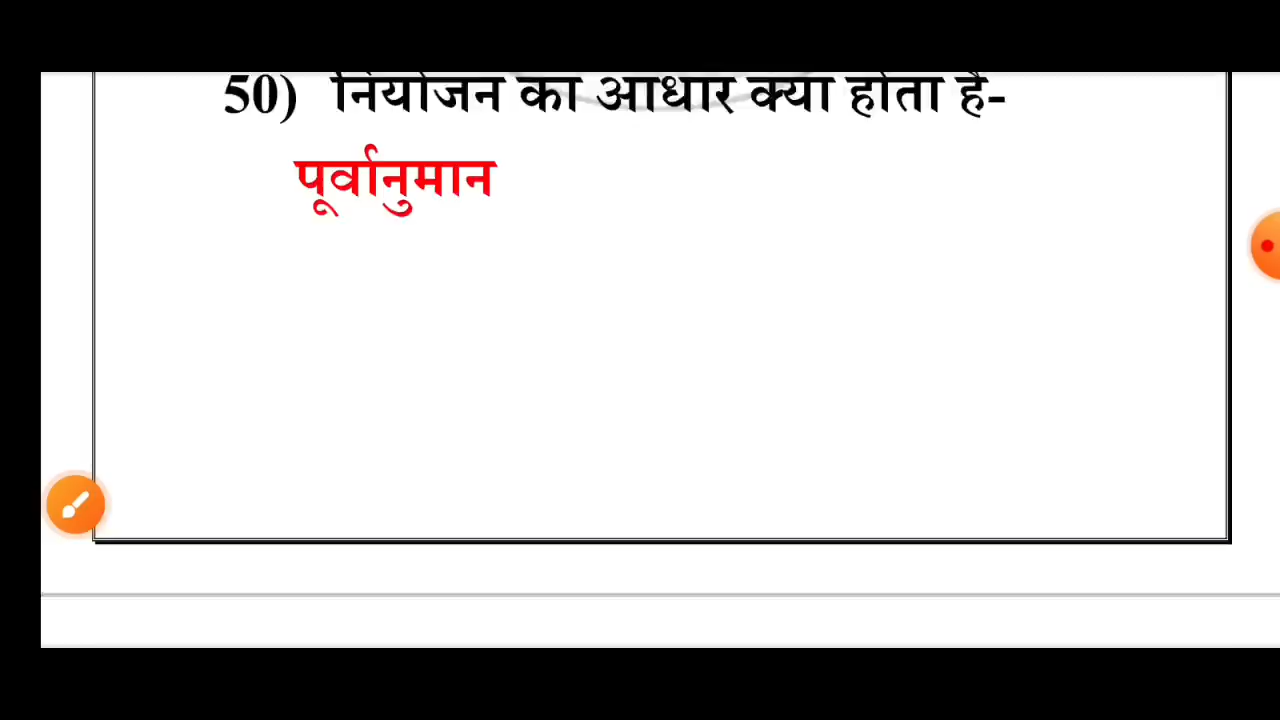 50) नियोजन का आधार क्या होता है-
पूर्वानुमान